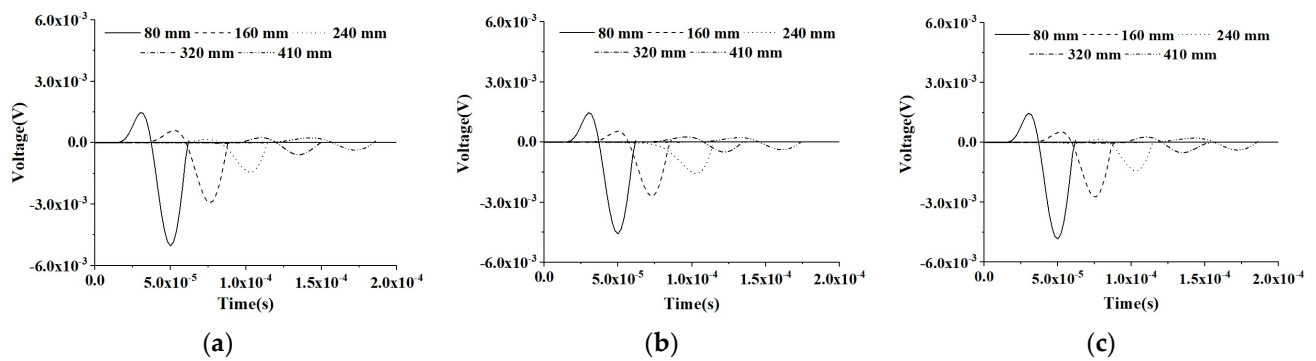 6.0x10⁻³
80 mm 160 mm 240 mm
320 mm 410 mm
3.0x10⁻³
Voltage(V)
0.0
-3.0x10⁻³
-6.0x10⁻³
0.0 5.0x10⁻⁵ 1.0x10⁻⁴ 1.5x10⁻⁴ 2.0x10⁻⁴
Time(s)
(a)
6.0x10⁻³
80 mm 160 mm 240 mm
320 mm 410 mm
3.0x10⁻³
Voltage(V)
0.0
-3.0x10⁻³
-6.0x10⁻³
0.0 5.0x10⁻⁵ 1.0x10⁻⁴ 1.5x10⁻⁴ 2.0x10⁻⁴
Time(s)
(b)
6.0x10⁻³
80 mm 160 mm 240 mm
320 mm 410 mm
3.0x10⁻³
Voltage(V)
0.0
-3.0x10⁻³
-6.0x10⁻³
0.0 5.0x10⁻⁵ 1.0x10⁻⁴ 1.5x10⁻⁴ 2.0x10⁻⁴
Time(s)
(c)